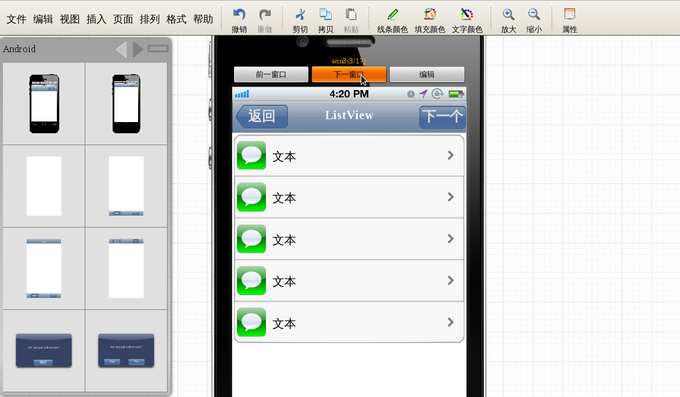 文件 编辑 视图 插入 页面 排列 格式 帮助
撤销 重做 剪切 拷贝 粘贴 线条颜色 填充颜色 文字颜色 放大 缩小 属性
Android
win3(3/17)
前一窗口 下一窗口 编辑
4:20 PM
返回 ListView 下一个
文本
文本
文本
文本
文本